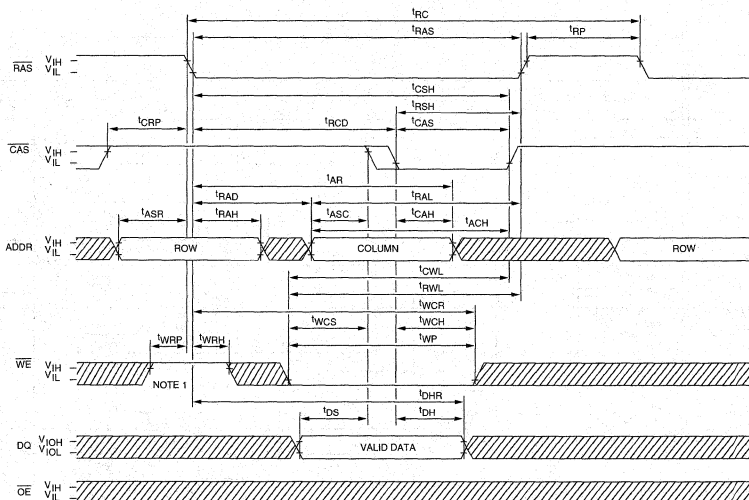 tRC
tRAS
tRP
RAS VIH
VIL
tCSH
tRSH
tCRP tRCD tCAS
CAS VIH
VIL
tAR
tRAD tRAL
tASR tRAH tASC tCAH
tACH
ADDR VIH
VIL
ROW COLUMN ROW
tCWL
tRWL
tWCR
tWCS tWCH
tWRP tWRH tWP
WE VIH
VIL
NOTE 1
tDHR
tDS tDH
DQ VIOH
VIOL
VALID DATA
OE VIH
VIL